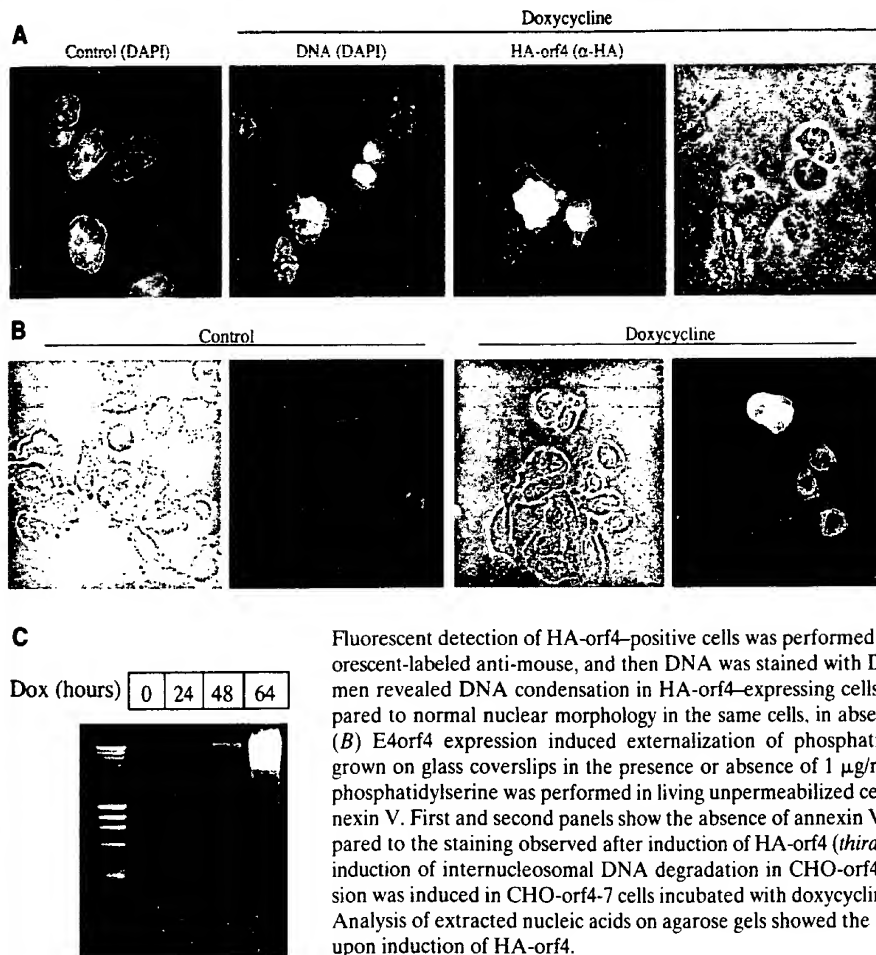 Doxycycline
A
Control (DAPI)
DNA (DAPI)
HA-orf4 (α-HA)
B
Control
Doxycycline
C
Dox (hours) 0 24 48 64
Fluorescent detection of HA-orf4–positive cells was performed
orescent-labeled anti-mouse, and then DNA was stained with D
men revealed DNA condensation in HA-orf4–expressing cells
pared to normal nuclear morphology in the same cells, in abse
(B) E4orf4 expression induced externalization of phosphat
grown on glass coverslips in the presence or absence of 1 μg/r
phosphatidylserine was performed in living unpermeabilized ce
nexin V. First and second panels show the absence of annexin V
pared to the staining observed after induction of HA-orf4 (third
induction of internucleosomal DNA degradation in CHO-orf4
sion was induced in CHO-orf4-7 cells incubated with doxycyclin
Analysis of extracted nucleic acids on agarose gels showed the
upon induction of HA-orf4.